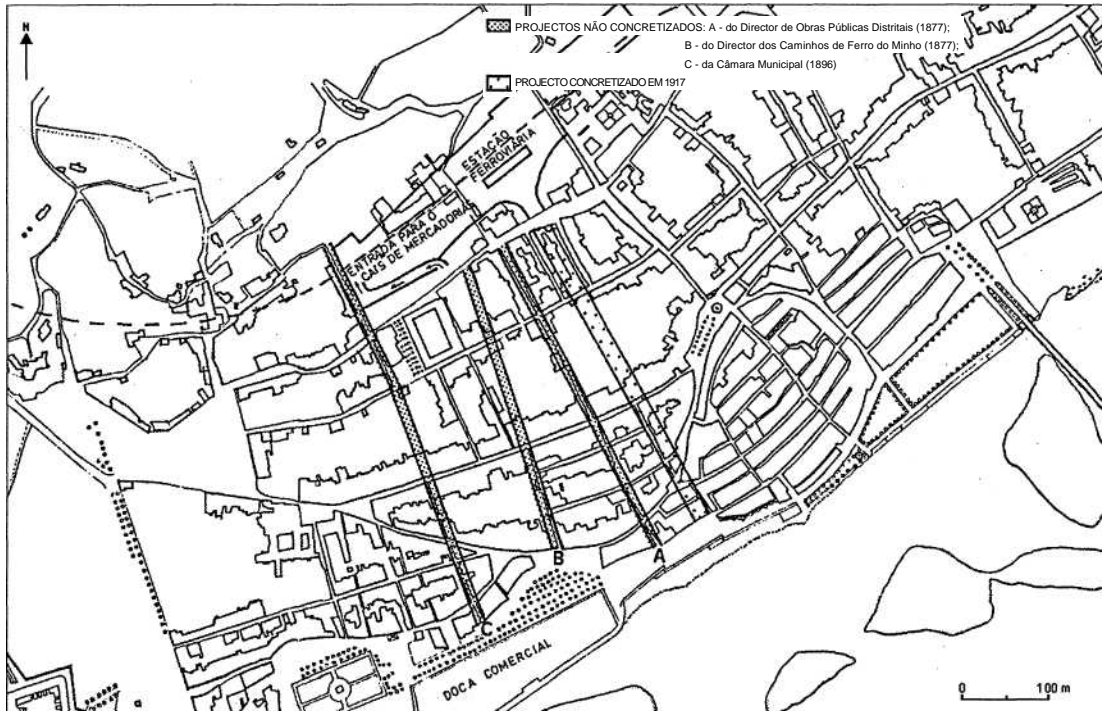 N
PROJECTOS NÃO CONCRETIZADOS: A - do Director de Obras Públicas Distritais (1877);
B - do Director dos Caminhos de Ferro do Minho (1877);
C - da Câmara Municipal (1896)
PROJECTO CONCRETIZADO EM 1917
ESTAÇÃO
FERROVIÁRIA
ENTRADA PARA O
CAIS DE MERCADORIA
B
A
C
DOCA COMERCIAL
0 100 m